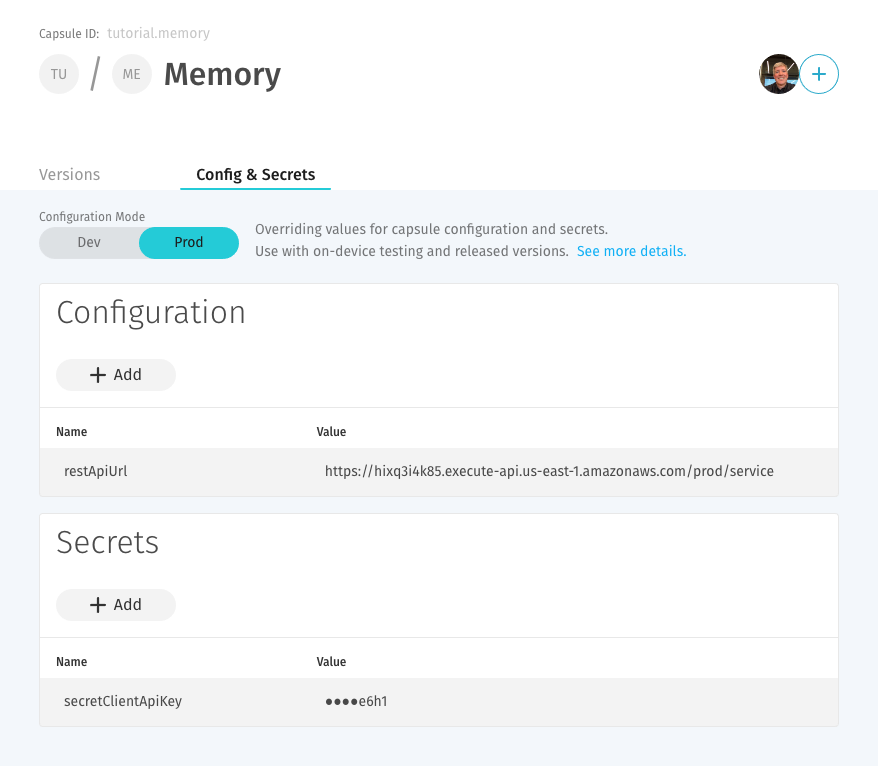 Capsule ID: tutorial.memory
TU / ME Memory
Versions Config & Secrets
Configuration Mode
Dev Prod
Overriding values for capsule configuration and secrets.
Use with on-device testing and released versions. See more details.
Configuration
+ Add
Name Value
restApiUrl https://hixq3i4k85.execute-api.us-east-1.amazonaws.com/prod/service
Secrets
+ Add
Name Value
secretClientApiKey ●●●●e6h1